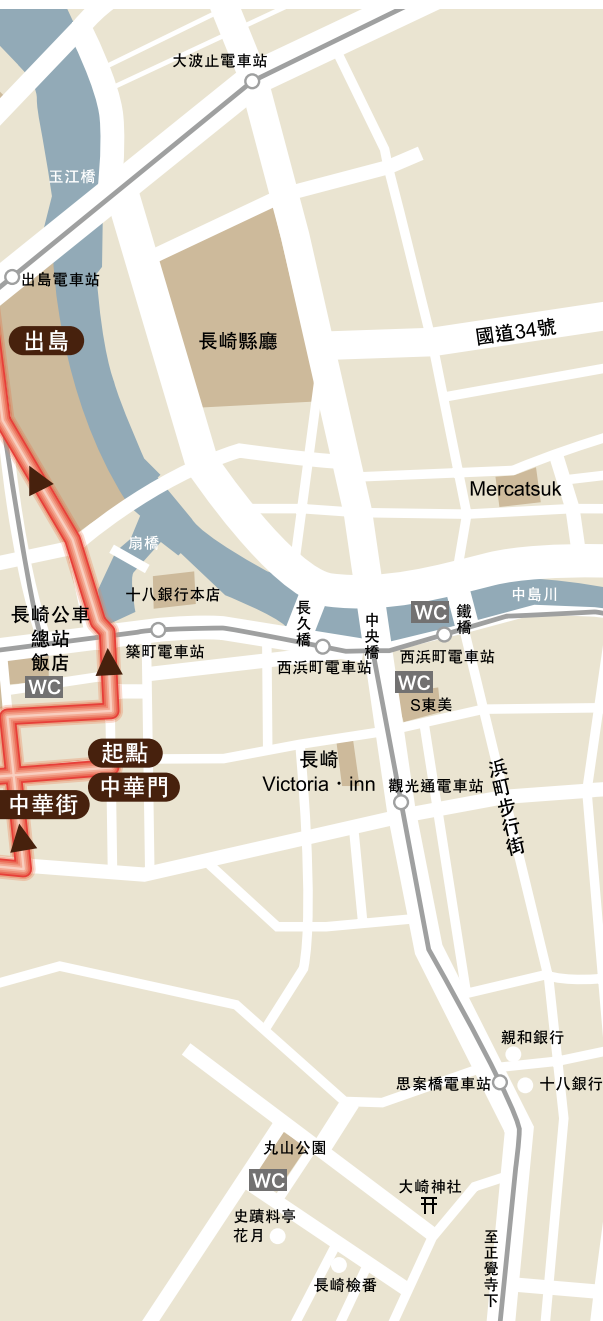 大波止電車站
玉江橋
出島電車站
出島
長崎縣廳
國道34號
Mercatsuk
扇橋
十八銀行本店
長崎公車
總站
飯店
WC
築町電車站
長久橋
西浜町電車站
中央橋
WC
鐵橋
中島川
西浜町電車站
WC
S東美
起點
中華門
中華街
長崎
Victoria・inn
觀光通電車站
浜町步行街
親和銀行
思案橋電車站
十八銀行
丸山公園
WC
大崎神社
史蹟料亭
花月
長崎檢番
至正覺寺下